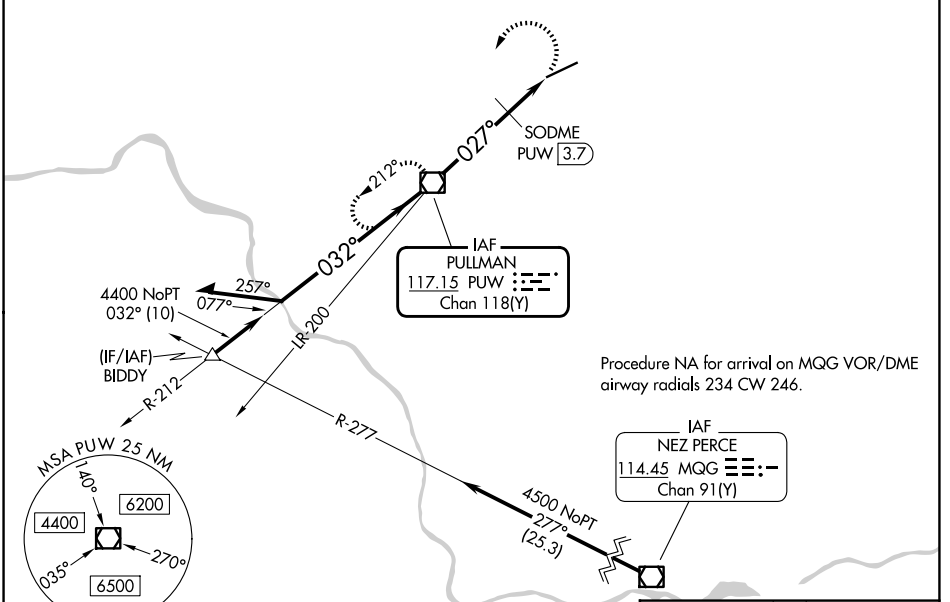 SODME
PUW 3.7
027°
212°
032°
IAF
PULLMAN
117.15 PUW
Chan 118(Y)
257°
077°
4400 NoPT
032° (10)
(IF/IAF)
BIDDY
LR-200
R-212
R-277
Procedure NA for arrival on MQG VOR/DME
airway radials 234 CW 246.
IAF
NEZ PERCE
114.45 MQG
Chan 91(Y)
4500 NoPT
277°
(25.3)
MSA PUW 25 NM
140°
6200
4400
270°
035°
6500